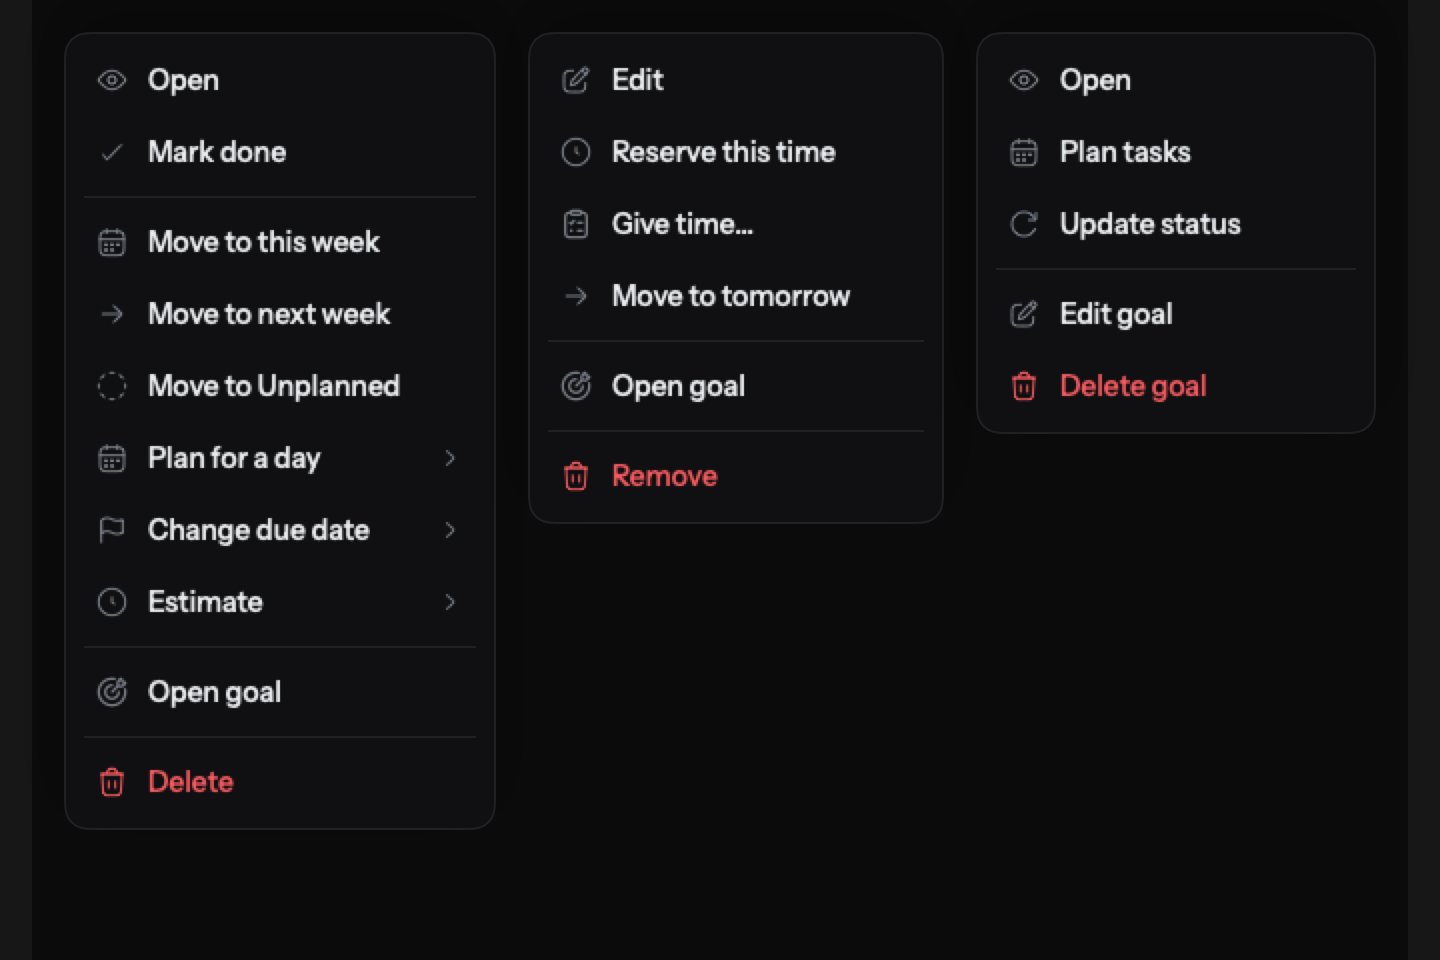 Open
Mark done
Move to this week
Move to next week
Move to Unplanned
Plan for a day
Change due date
Estimate
Open goal
Delete
Edit
Reserve this time
Give time...
Move to tomorrow
Open goal
Remove
Open
Plan tasks
Update status
Edit goal
Delete goal